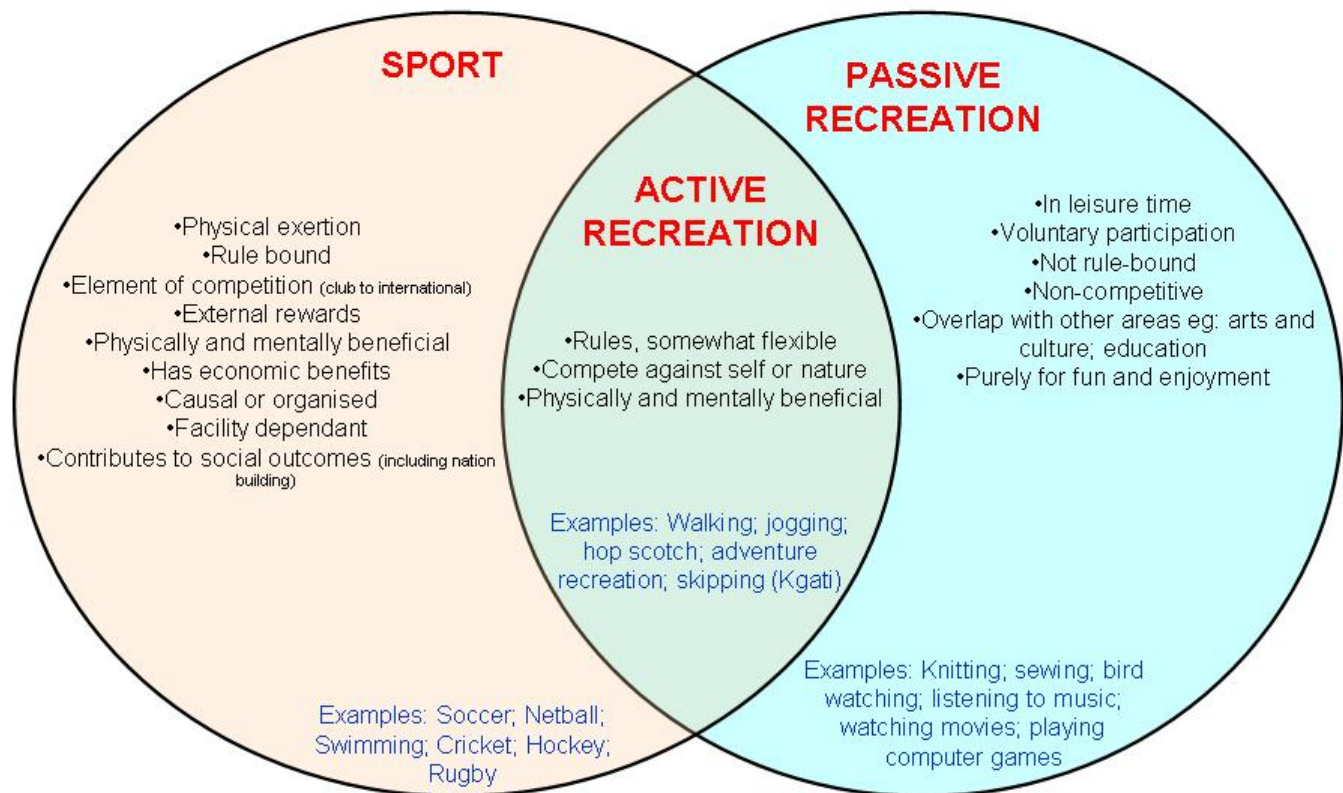 SPORT
•Physical exertion
•Rule bound
•Element of competition (club to international)
•External rewards
•Physically and mentally beneficial
•Has economic benefits
•Causal or organised
•Facility dependant
•Contributes to social outcomes (including nation
building)
Examples: Soccer; Netball;
Swimming; Cricket; Hockey;
Rugby
ACTIVE
RECREATION
•Rules, somewhat flexible
•Compete against self or nature
•Physically and mentally beneficial
Examples: Walking; jogging;
hop scotch; adventure
recreation; skipping (Kgati)
PASSIVE
RECREATION
•In leisure time
•Voluntary participation
•Not rule-bound
•Non-competitive
•Overlap with other areas eg: arts and
culture; education
•Purely for fun and enjoyment
Examples: Knitting; sewing; bird
watching; listening to music;
watching movies; playing
computer games